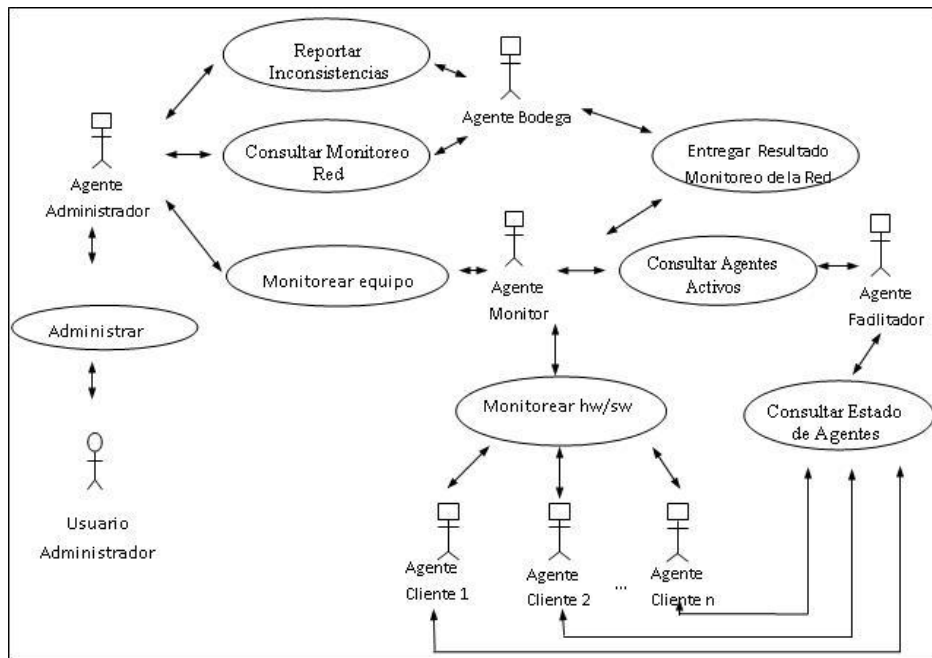 Reportar
Inconsistencias
Agente Bodega
Consultar Monitoreo
Red
Entregar Resultado
Monitoreo de la Red
Agente
Administrador
Monitorear equipo
Agente
Monitor
Consultar Agentes
Activos
Agente
Facilitador
Administrar
Monitorear hw/sw
Consultar Estado
de Agentes
Usuario
Administrador
Agente
Cliente 1
Agente
Cliente 2
...
Agente
Cliente n